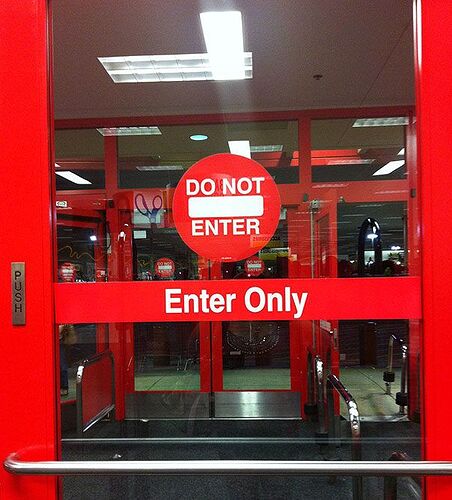 DO NOT
ENTER
Enter Only
PUSH